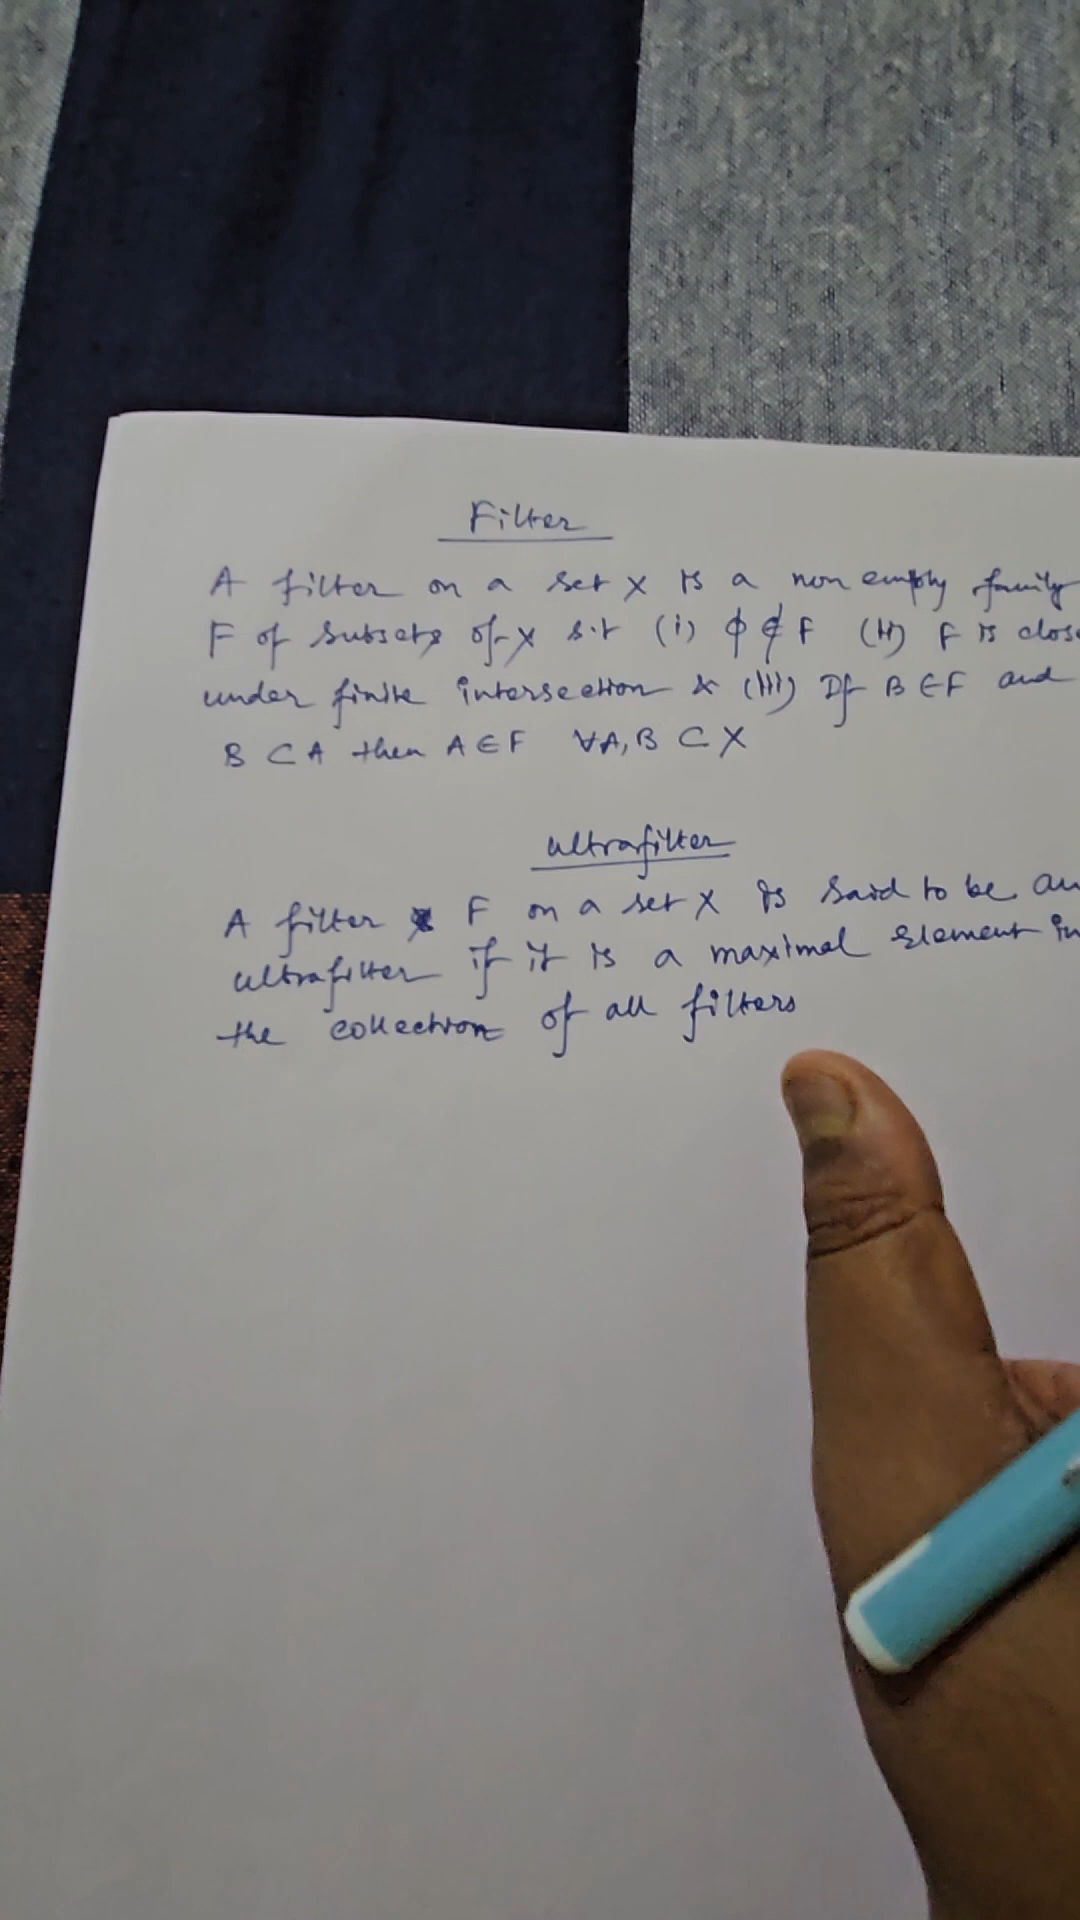 Filter
A filter on a set X is a non empty family
F of subsets of X s.t (i) ϕ ∉ F (ii) F is close
under finite intersection & (iii) If B ∈ F and
B ⊂ A then A ∈ F ∀A, B ⊂ X
ultrafilter
A filter F on a set X is said to be an
ultrafilter if it is a maximal element in
the collection of all filters